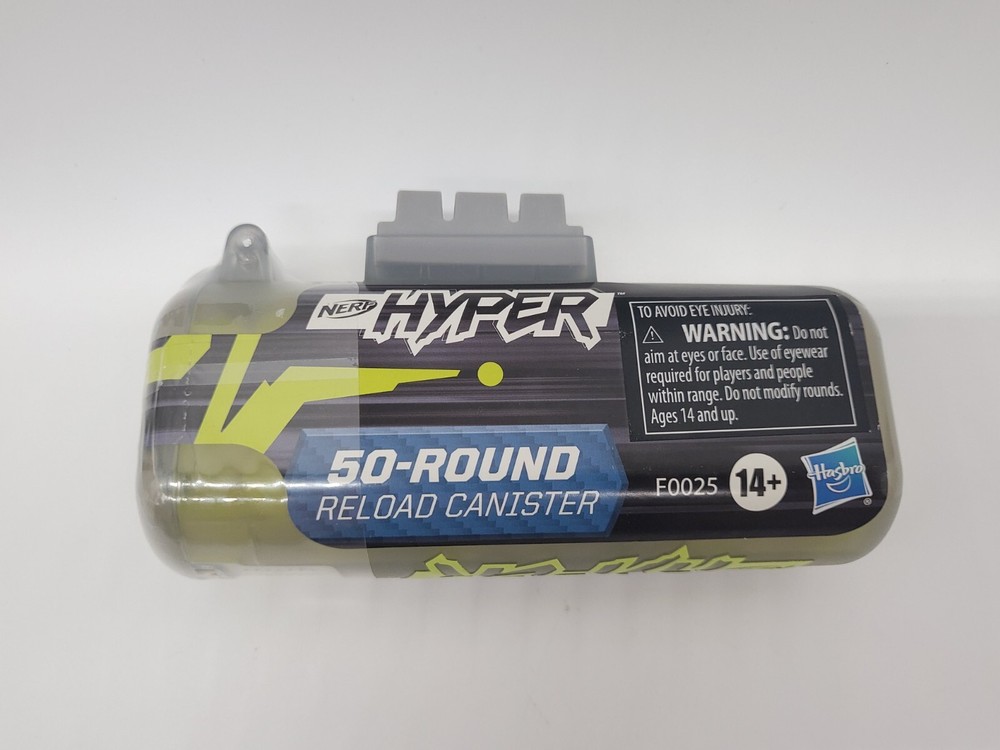 NERF HYPER™
TO AVOID EYE INJURY:
⚠ WARNING: Do not
aim at eyes or face. Use of eyewear
required for players and people
within range. Do not modify rounds.
Ages 14 and up.
50-ROUND
RELOAD CANISTER
F0025 14+ Hasbro®